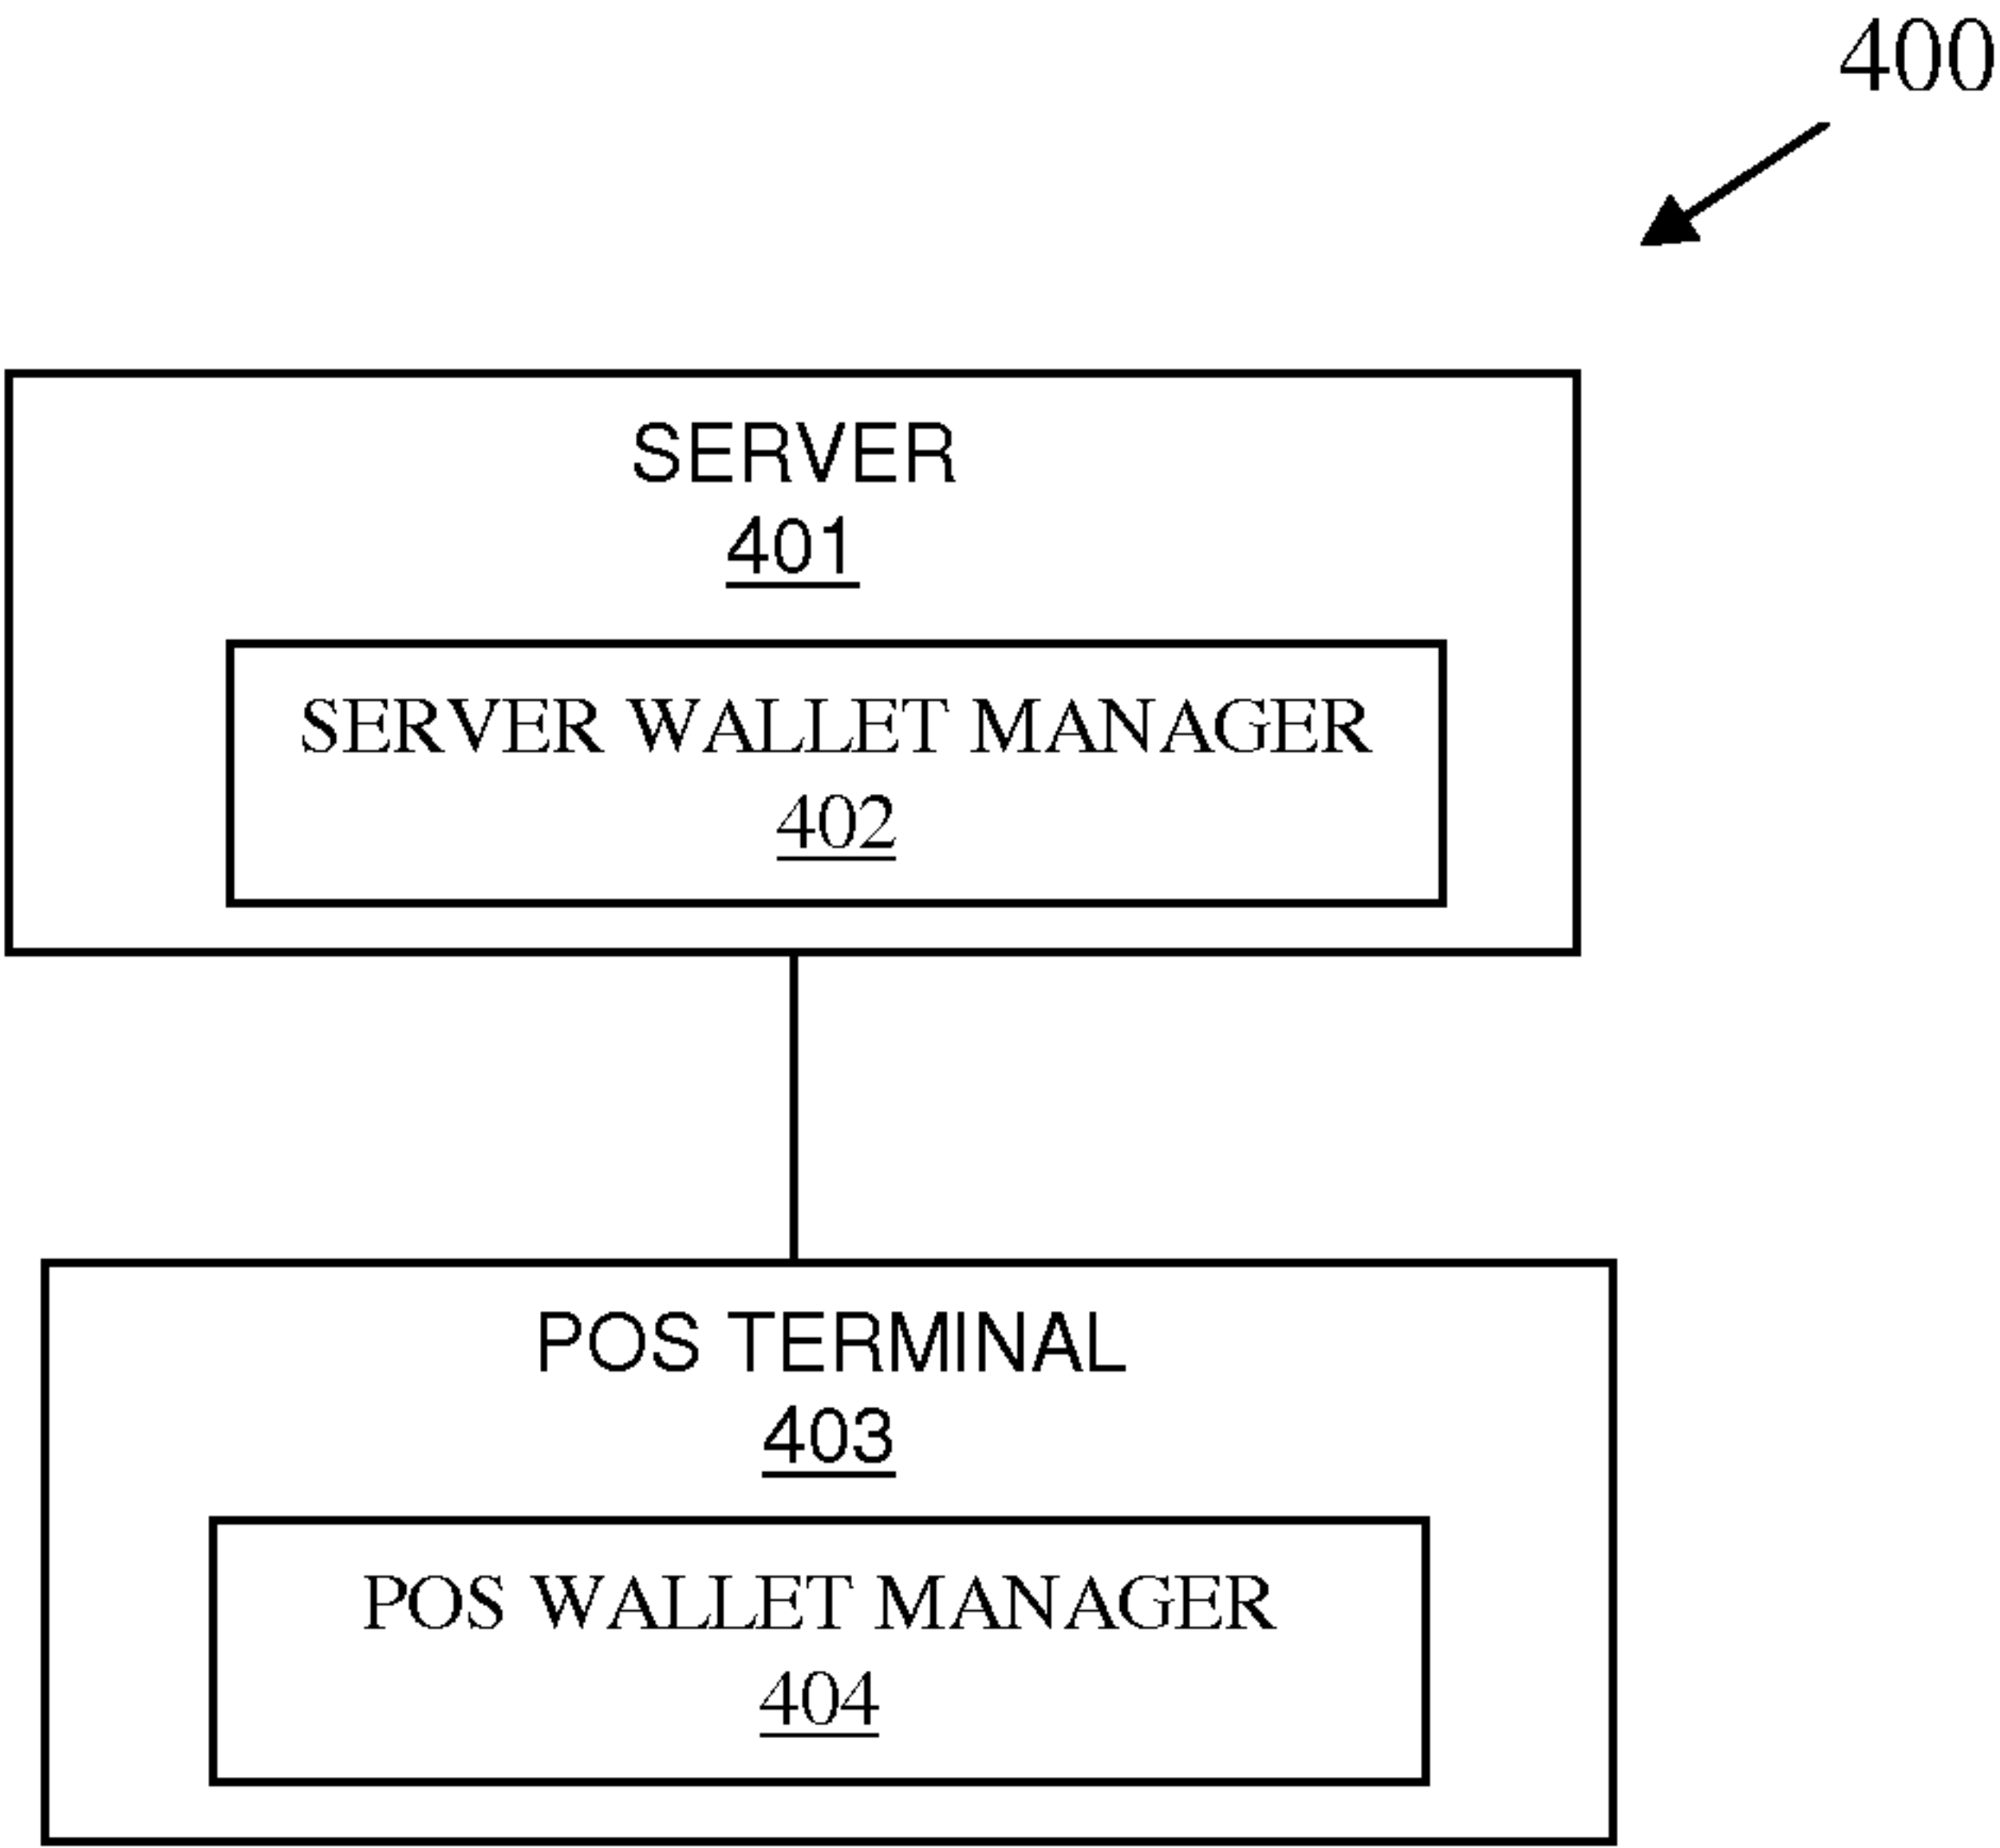 400
SERVER
401
SERVER WALLET MANAGER
402
POS TERMINAL
403
POS WALLET MANAGER
404